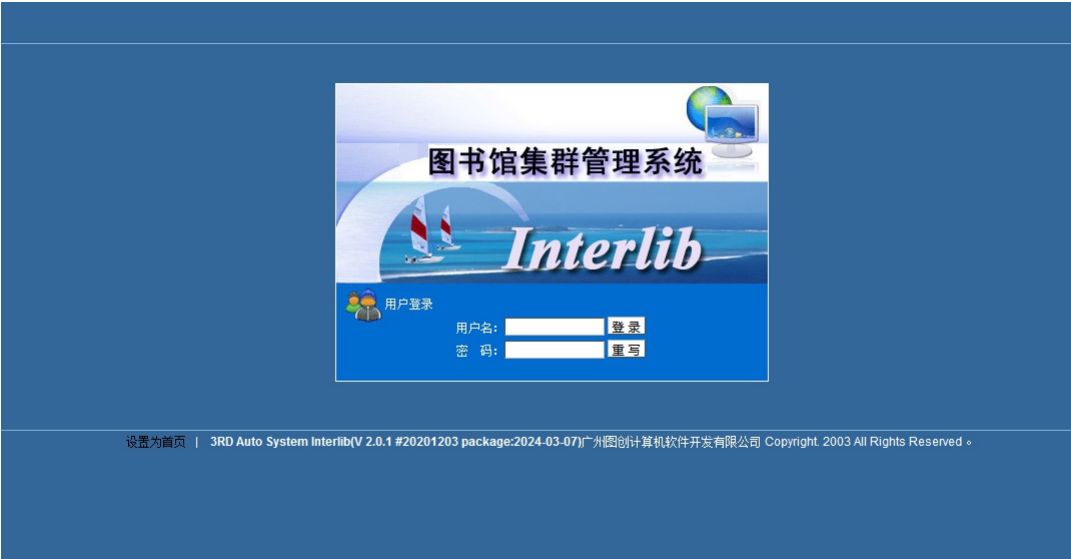 图书馆集群管理系统
Interlib
用户登录
用户名： 登 录
密 码： 重 写
设置为首页 | 3RD Auto System Interlib(V 2.0.1 #20201203 package:2024-03-07)广州图创计算机软件开发有限公司 Copyright. 2003 All Rights Reserved 。